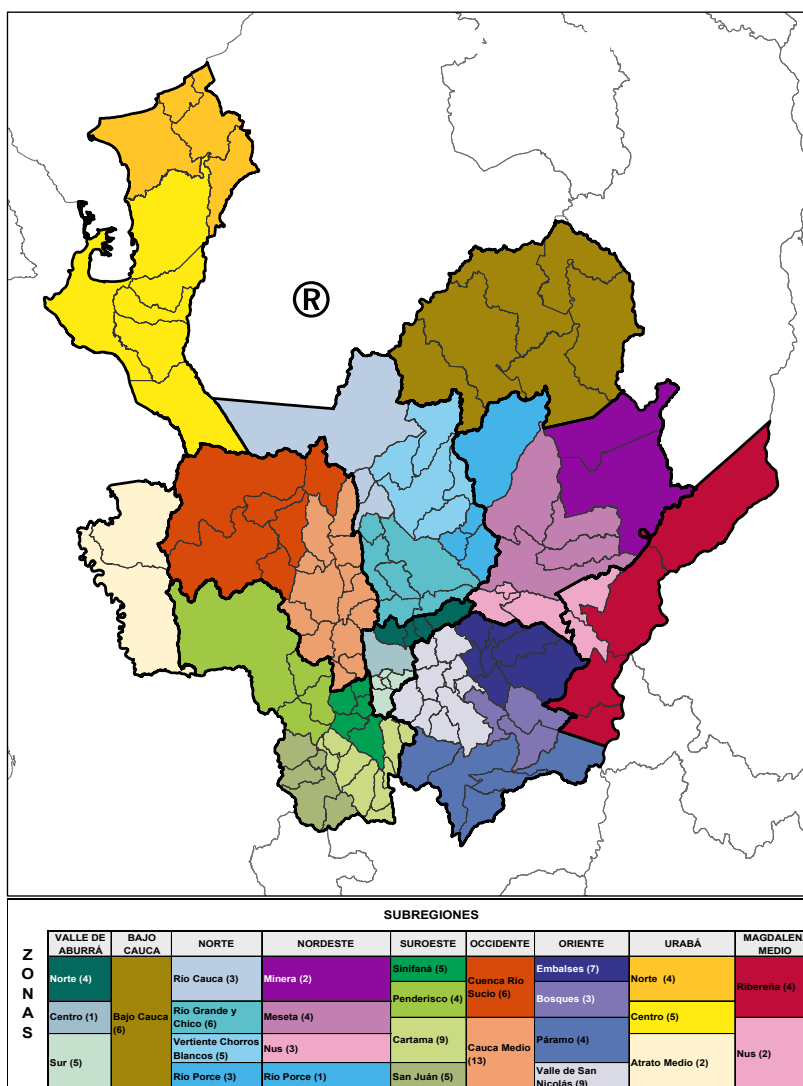 ®
SUBREGIONES
ZONAS
VALLE DE ABURRÁ
BAJO CAUCA
NORTE
NORDESTE
SUROESTE
OCCIDENTE
ORIENTE
URABÁ
MAGDALENA
MEDIO
Norte (4)
Centro (1)
Sur (5)
Bajo Cauca
(6)
Río Cauca (3)
Río Grande y
Chico (6)
Vertiente Chorros
Blancos (5)
Río Porce (3)
Minera (2)
Meseta (4)
Nus (3)
Río Porce (1)
Sinifaná (5)
Penderisco (4)
Cartama (9)
San Juán (5)
Cuenca Río
Sucio (6)
Cauca Medio
(13)
Embalses (7)
Bosques (3)
Páramo (4)
Valle de San
Nicolás (9)
Norte (4)
Centro (5)
Atrato Medio (2)
Ribereña (4)
Nus (2)